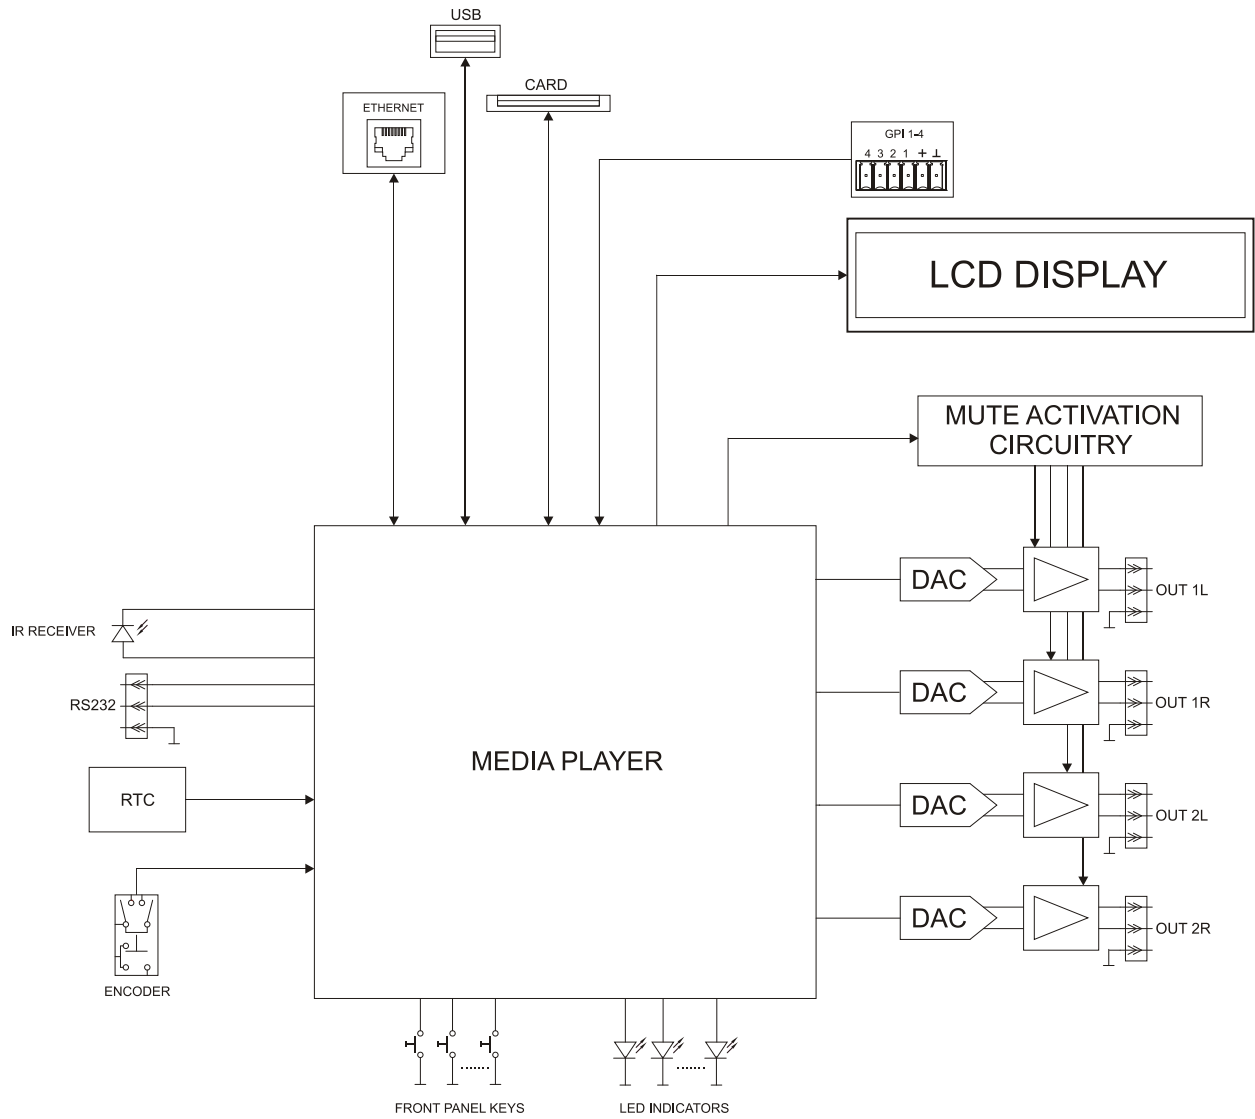 USB
CARD
ETHERNET
GPI 1-4
4 3 2 1 + ⊥
LCD DISPLAY
MUTE ACTIVATION
CIRCUITRY
DAC
OUT 1L
IR RECEIVER
DAC
OUT 1R
RS232
MEDIA PLAYER
RTC
DAC
OUT 2L
DAC
OUT 2R
ENCODER
FRONT PANEL KEYS
LED INDICATORS